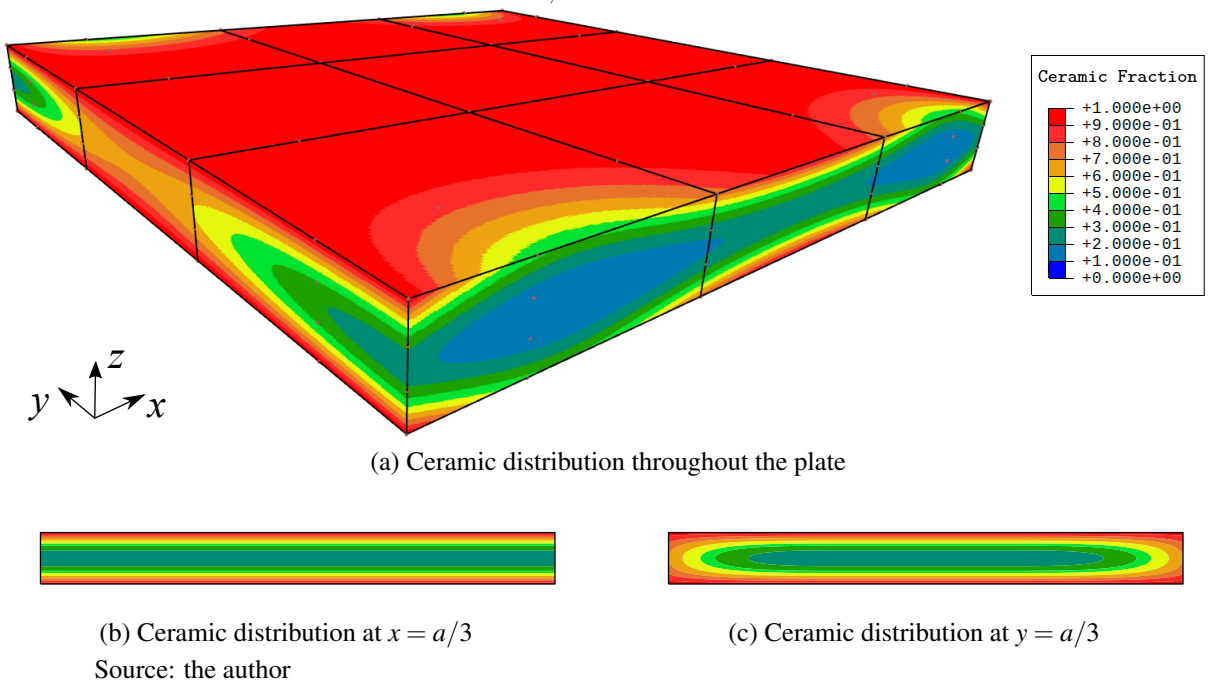 Ceramic Fraction
+1.000e+00
+9.000e-01
+8.000e-01
+7.000e-01
+6.000e-01
+5.000e-01
+4.000e-01
+3.000e-01
+2.000e-01
+1.000e-01
+0.000e+00
z
y
x
(a) Ceramic distribution throughout the plate
(b) Ceramic distribution at x = a/3
(c) Ceramic distribution at y = a/3
Source: the author